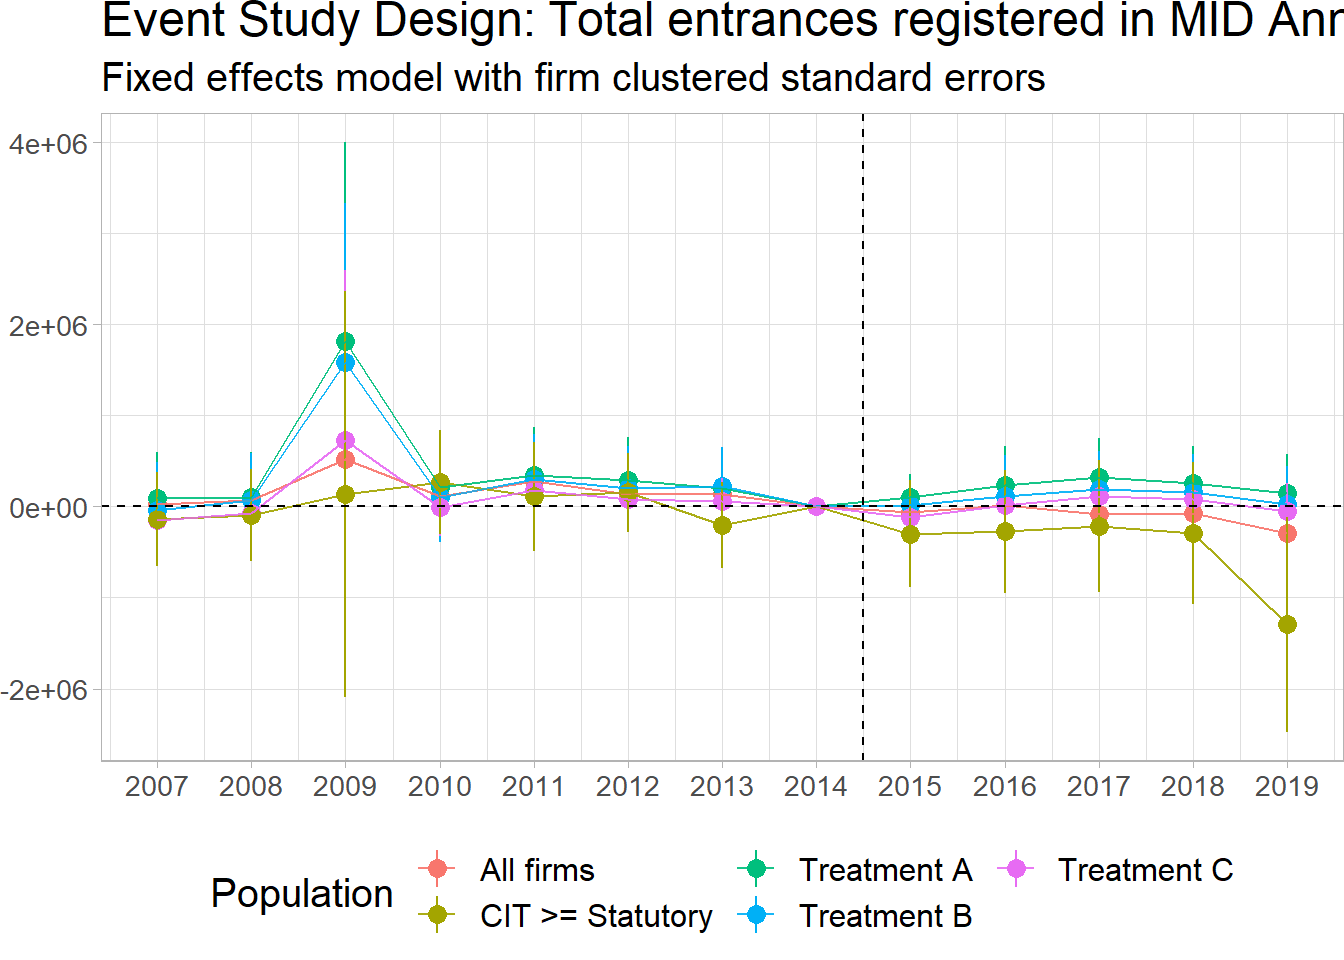 Event Study Design: Total entrances registered in MID Ann
Fixed effects model with firm clustered standard errors
4e+06
2e+06
0e+00
-2e+06
2007 2008 2009 2010 2011 2012 2013 2014 2015 2016 2017 2018 2019
Population
All firms Treatment A Treatment C
CIT >= Statutory Treatment B